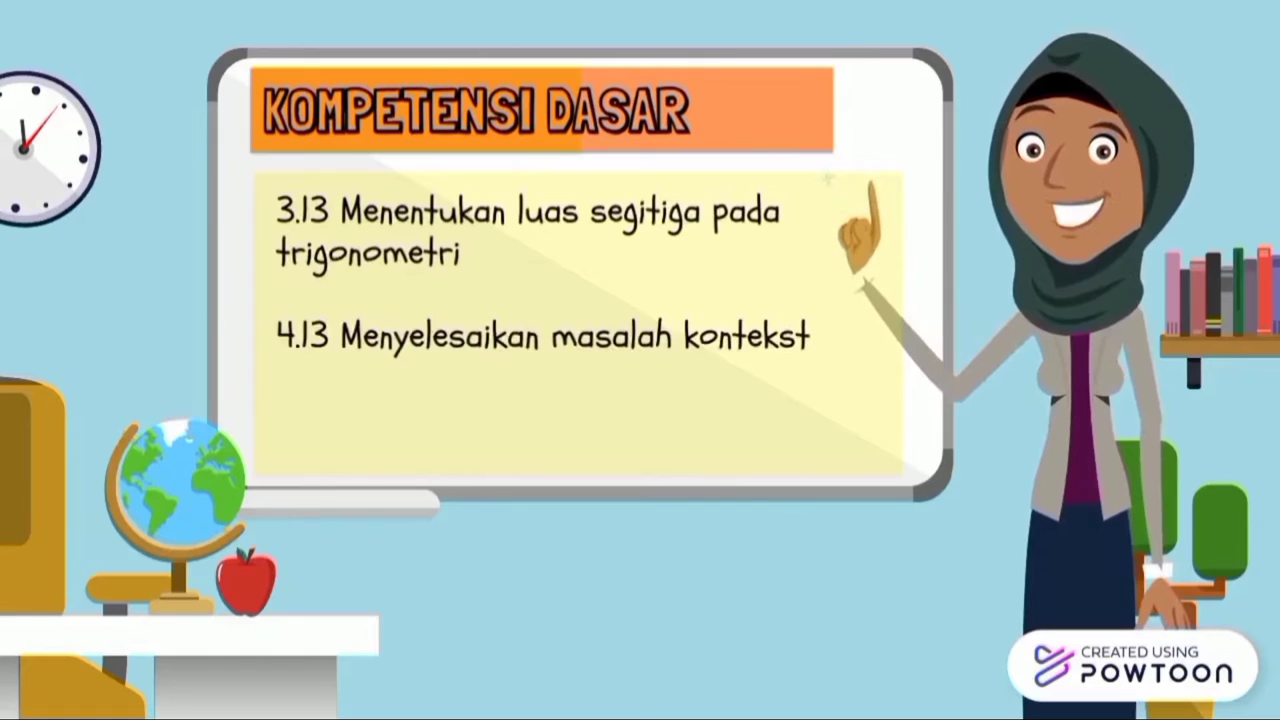 KOMPETENSI DASAR
3.13 Menentukan luas segitiga pada
trigonometri
4.13 Menyelesaikan masalah kontekst
CREATED USING
POWTOON